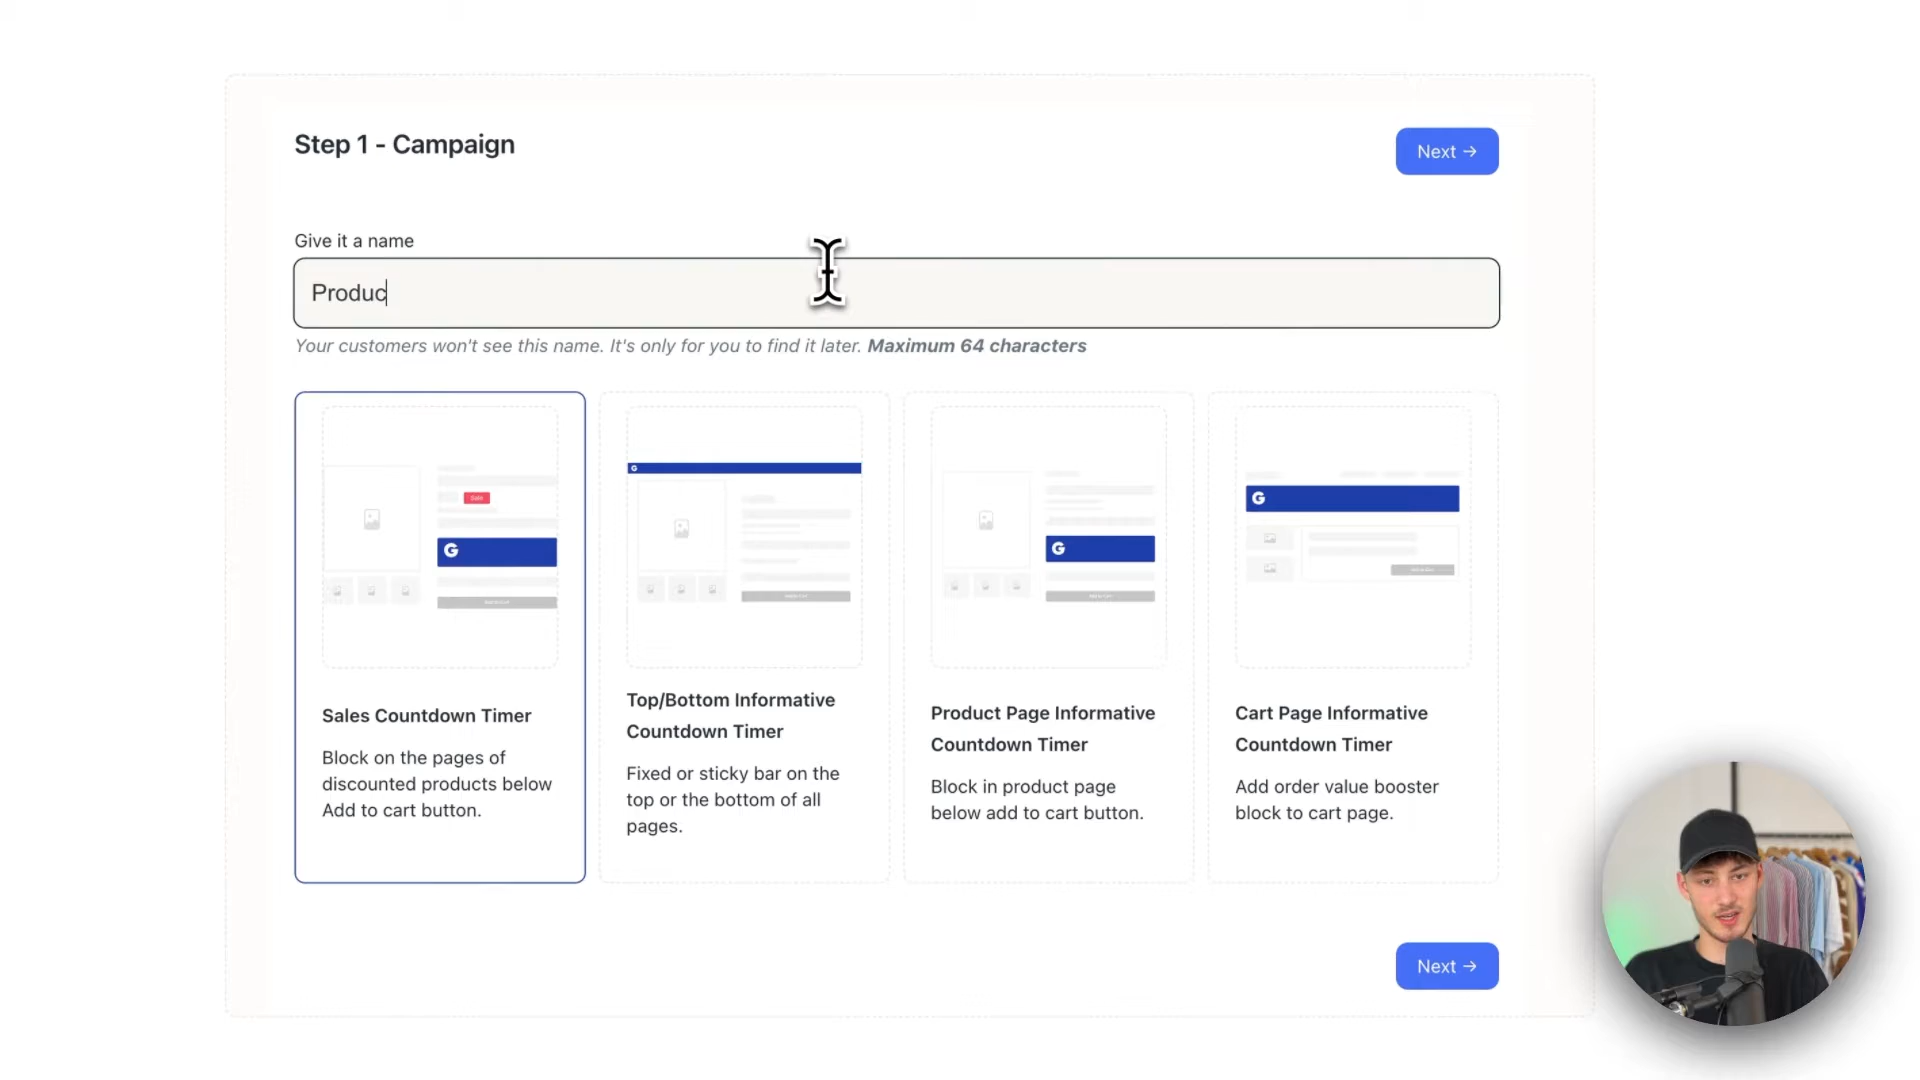 Step 1 - Campaign
Next →
Give it a name
Produc
Your customers won't see this name. It's only for you to find it later. Maximum 64 characters
Sale
G
G
G
G
Sales Countdown Timer
Block on the pages of
discounted products below
Add to cart button.
Top/Bottom Informative
Countdown Timer
Fixed or sticky bar on the
top or the bottom of all
pages.
Product Page Informative
Countdown Timer
Block in product page
below add to cart button.
Cart Page Informative
Countdown Timer
Add order value booster
block to cart page.
Next →